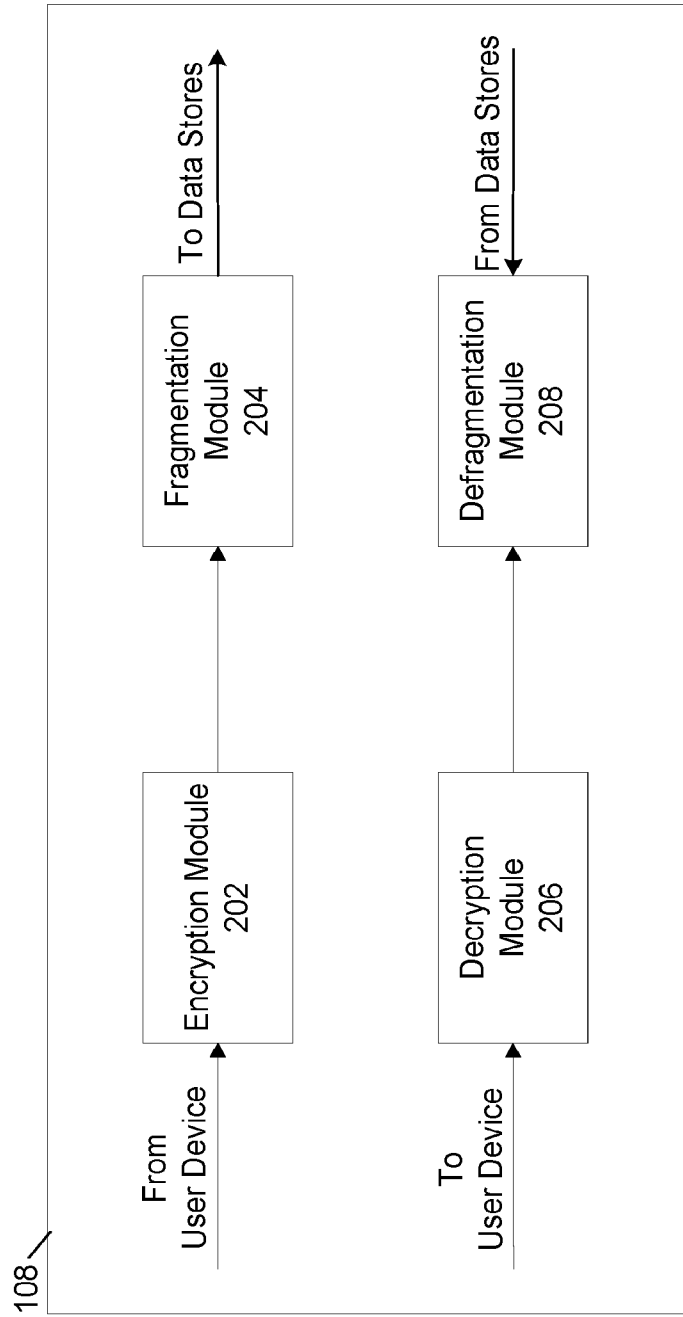 108
From
User Device
Encryption Module
202
Fragmentation
Module
204
To Data Stores
To
User Device
Decryption
Module
206
Defragmentation
Module
208
From Data Stores